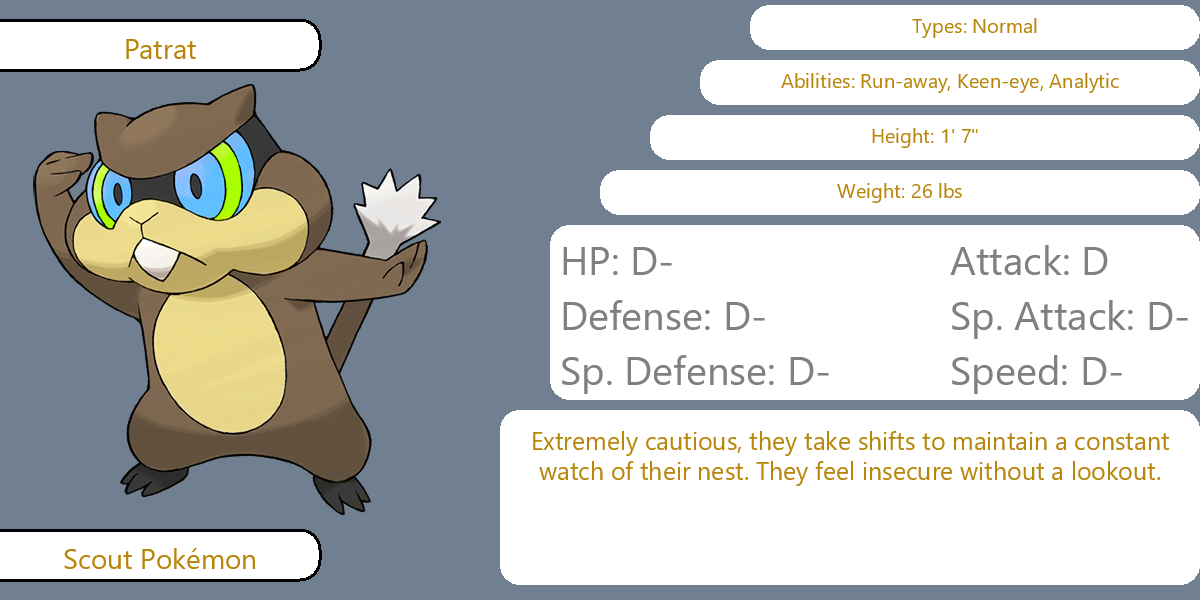 Patrat
Types: Normal
Abilities: Run-away, Keen-eye, Analytic
Height: 1' 7"
Weight: 26 lbs
HP: D-
Attack: D
Defense: D-
Sp. Attack: D-
Sp. Defense: D-
Speed: D-
Extremely cautious, they take shifts to maintain a constant
watch of their nest. They feel insecure without a lookout.
Scout Pokémon